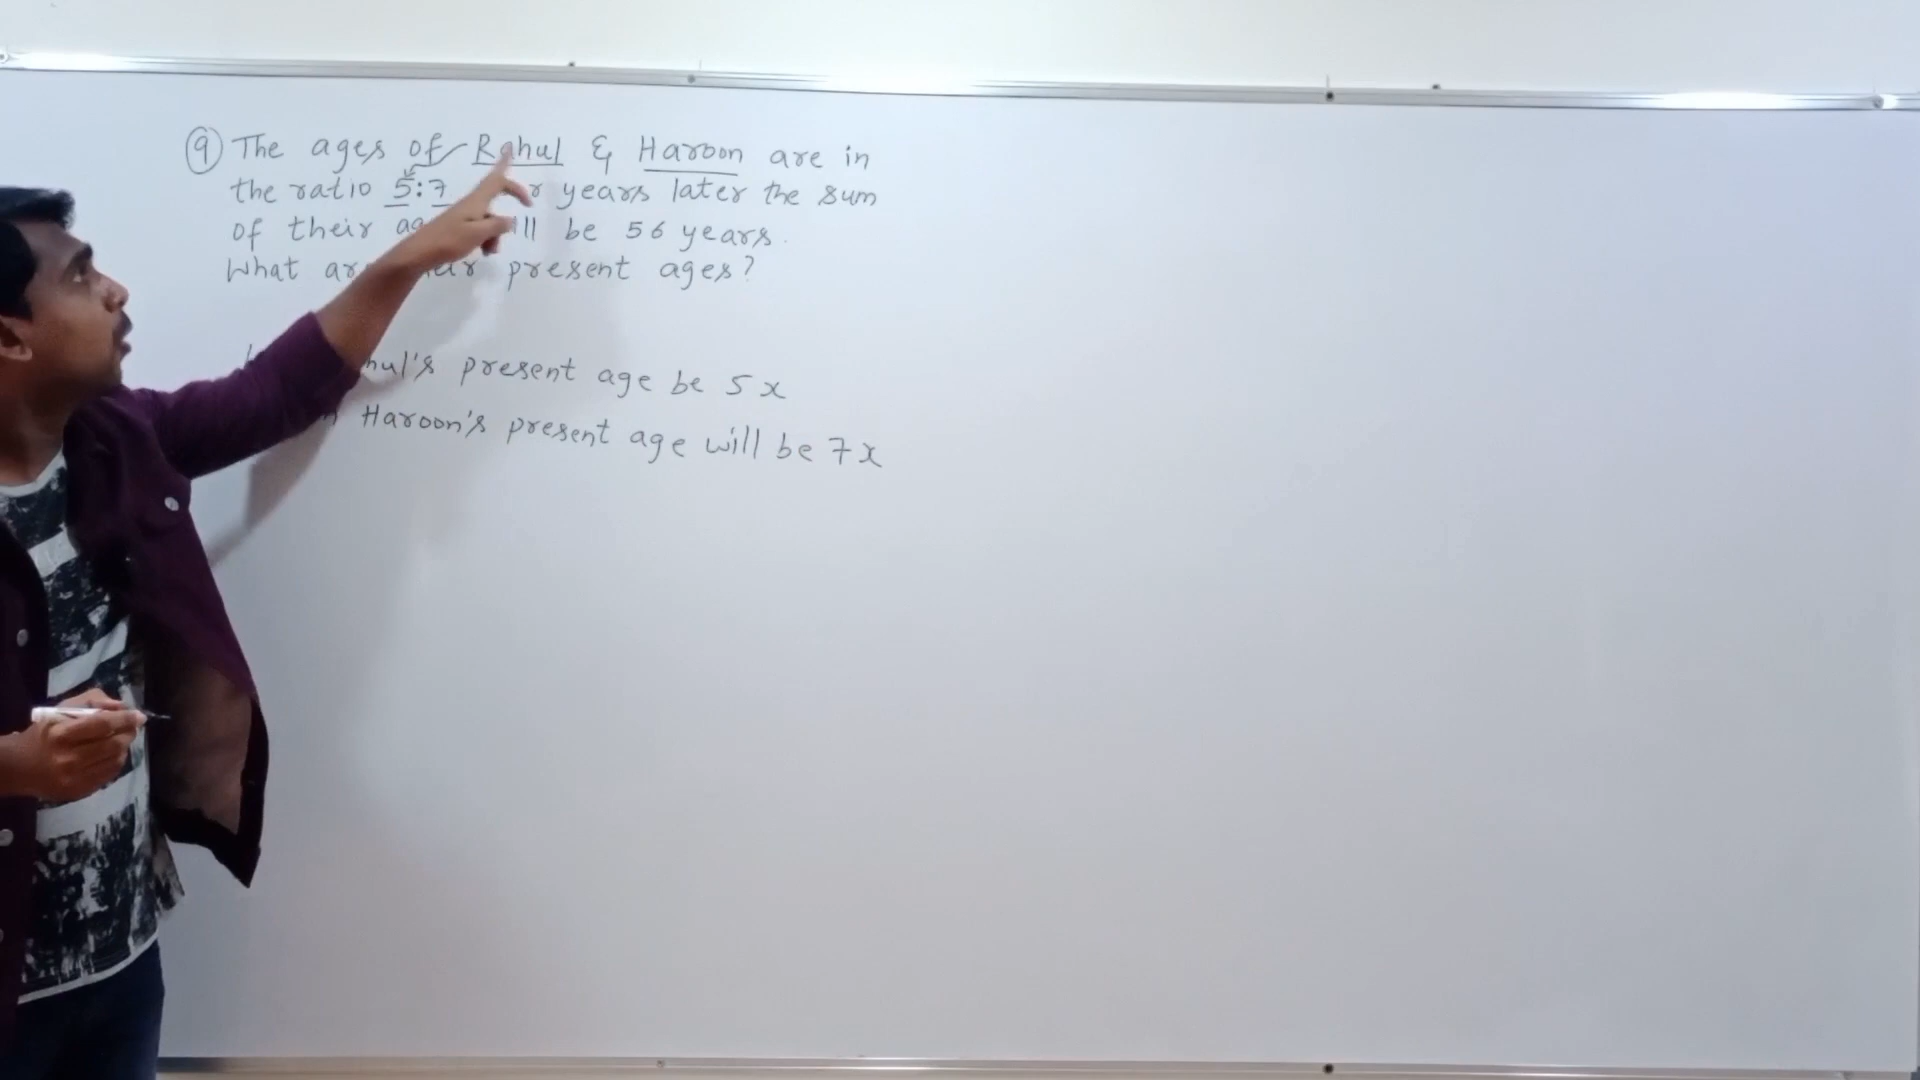 9 The ages of Rahul & Haroon are in
the ratio 5:7 years later the sum
of their will be 56 years.
What present ages?
present age be 5x
Haroon's present age will be 7x